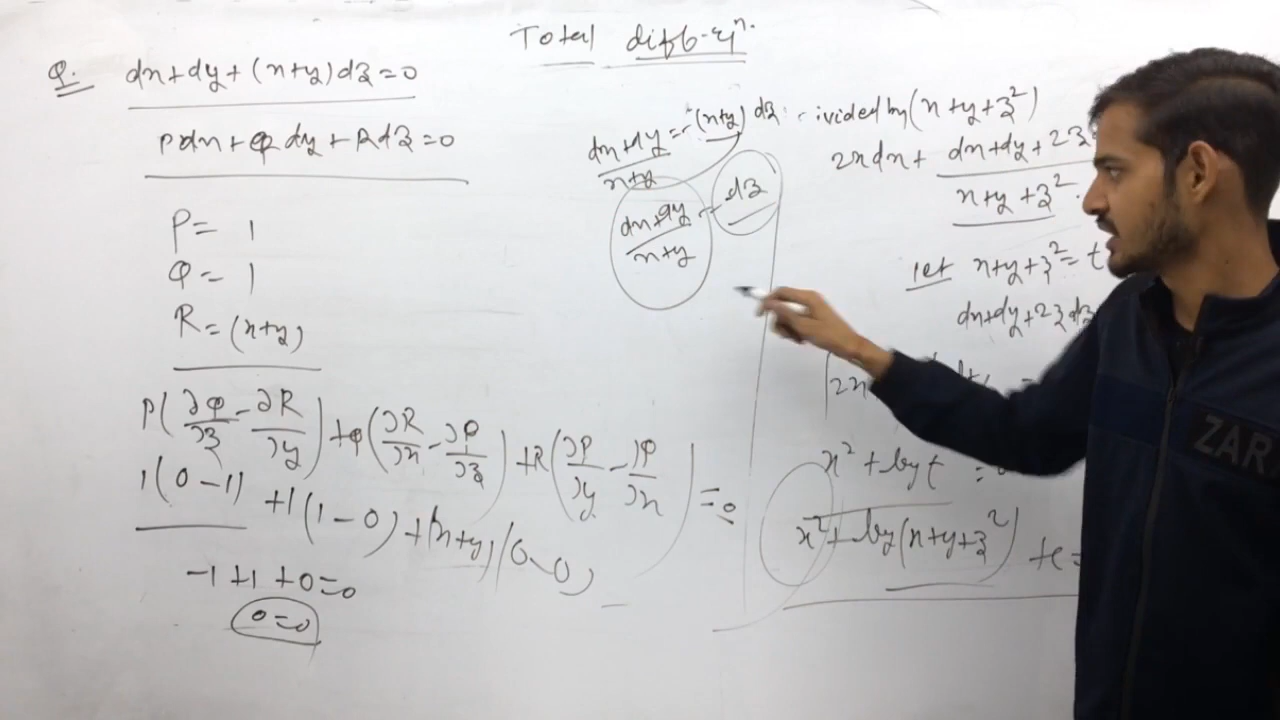 Total diff. eqn.
Q. dx+dy+(x+y)dz=0
Pdx+Qdy+Rdz=0
P= 1
Q= 1
R=(x+y)
P(∂Q/∂z-∂R/∂y)+Q(∂R/∂x-∂P/∂z)+R(∂P/∂y-∂Q/∂x)=0
1(0-1)+1(1-0)+(x+y)(0-0)
-1+1+0=0
0=0
dx+dy=-(x+y)dz
x+y
dx+dy/x+y - dz
ivided by (x+y+z²)
2xdx+ dx+dy+2z
x+y+z²
let x+y+z²=t
dx+dy+2zdz
2x
x²+log t =
x²+log(x+y+z²)+c=
ZAR